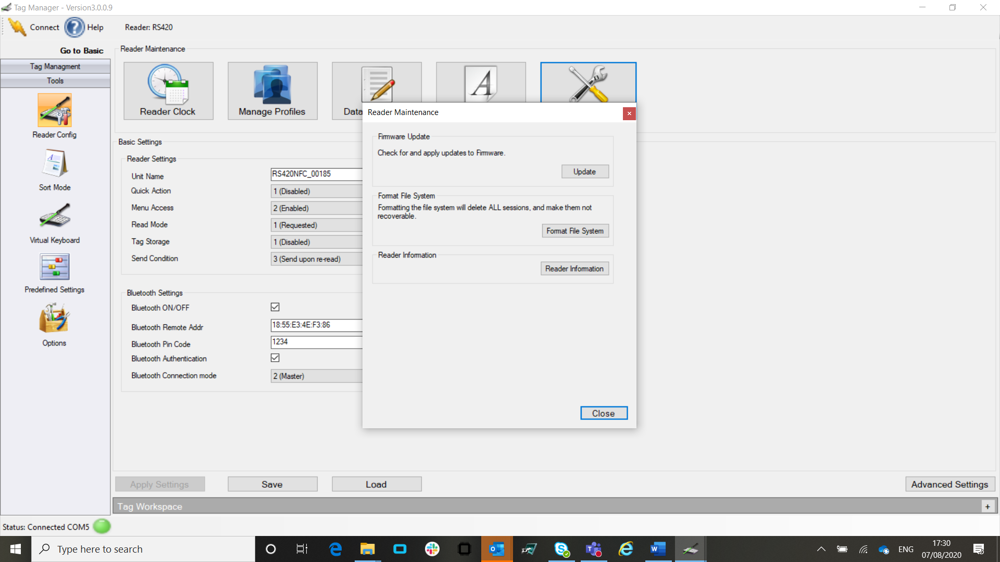 Tag Manager - Version3.0.0.9
Connect
Help
Reader: RS420
Go to Basic
Tag Managment
Tools
Reader Config
Sort Mode
Virtual Keyboard
Predefined Settings
Options
Reader Maintenance
Reader Clock
Manage Profiles
Data
A
Basic Settings
Reader Settings
Unit Name RS420NFC_00185
Quick Action 1 (Disabled)
Menu Access 2 (Enabled)
Read Mode 1 (Requested)
Tag Storage 1 (Disabled)
Send Condition 3 (Send upon re-read)
Bluetooth Settings
Bluetooth ON/OFF
Bluetooth Remote Addr 18:55:E3:4E:F3:86
Bluetooth Pin Code 1234
Bluetooth Authentication
Bluetooth Connection mode 2 (Master)
Reader Maintenance
Firmware Update
Check for and apply updates to Firmware.
Update
Format File System
Formatting the file system will delete ALL sessions, and make them not
recoverable.
Format File System
Reader Information
Reader Information
Close
Apply Settings
Save
Load
Advanced Settings
Tag Workspace
+
Status: Connected COM5
Type here to search
ENG
17:30
07/08/2020